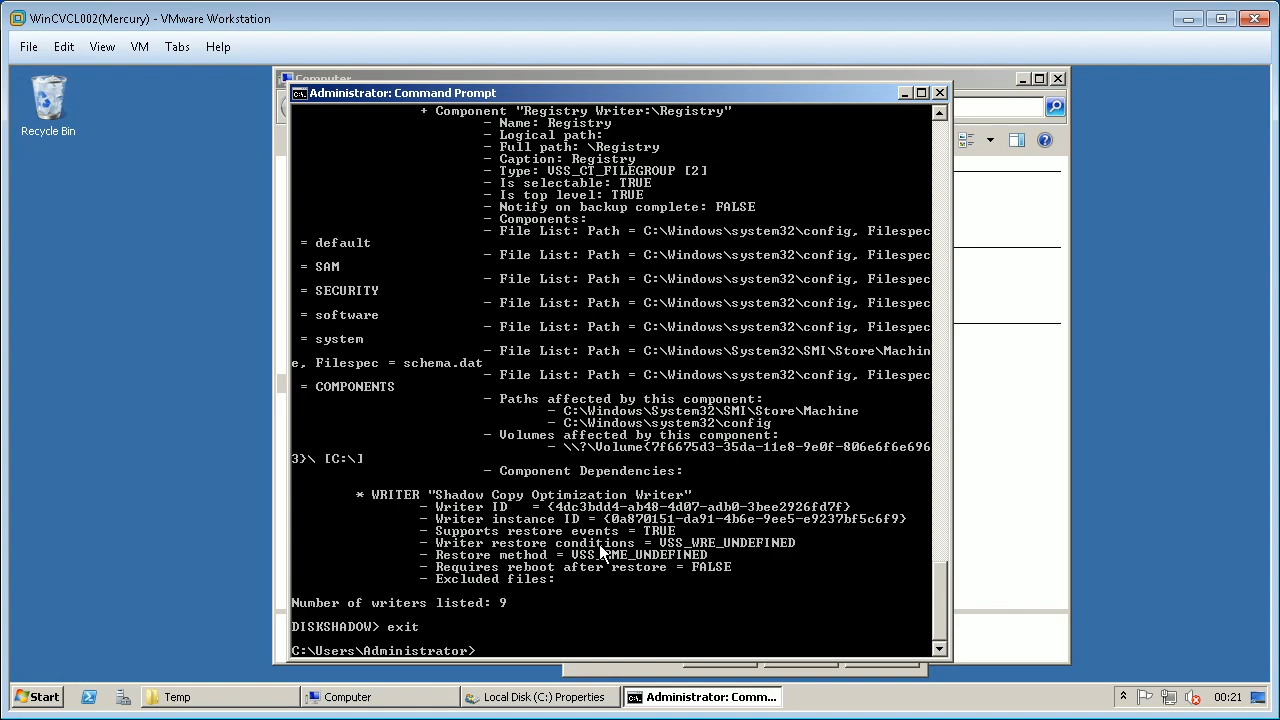 WinCVCL002(Mercury) - VMware Workstation
File Edit View VM Tabs Help
Recycle Bin
Computer
Administrator: Command Prompt
+ Component "Registry Writer:\Registry"
- Name: Registry
- Logical path:
- Full path: \Registry
- Caption: Registry
- Type: VSS_CT_FILEGROUP [2]
- Is selectable: TRUE
- Is top level: TRUE
- Notify on backup complete: FALSE
- Components:
- File List: Path = C:\Windows\system32\config, Filespec
= default
- File List: Path = C:\Windows\system32\config, Filespec
= SAM
- File List: Path = C:\Windows\system32\config, Filespec
= SECURITY
- File List: Path = C:\Windows\system32\config, Filespec
= software
- File List: Path = C:\Windows\system32\config, Filespec
= system
- File List: Path = C:\Windows\System32\SMI\Store\Machin
e, Filespec = schema.dat
- File List: Path = C:\Windows\system32\config, Filespec
= COMPONENTS
- Paths affected by this component:
- C:\Windows\System32\SMI\Store\Machine
- C:\Windows\config
- Volumes affected by this component:
- \\?\Volume{7f6675d3-35da-11e8-9e0f-806e6f6e696
3}\ [C:\]
- Component Dependencies:
* WRITER "Shadow Copy Optimization Writer"
- Writer ID = {4dc3bdd4-ab48-4d07-adb0-3bee2926fd7f}
- Writer instance ID = {0a870151-da91-4b6e-9ee5-e9237bf5c6f9}
- Supports restore events = TRUE
- Writer restore conditions = VSS_WRE_UNDEFINED
- Restore method = VSS_RME_UNDEFINED
- Requires reboot after restore = FALSE
- Excluded files:
Number of writers listed: 9
DISKSHADOW> exit
C:\Users\Administrator>
Start Temp Computer Local Disk (C:) Properties Administrator: Comm... 00:21